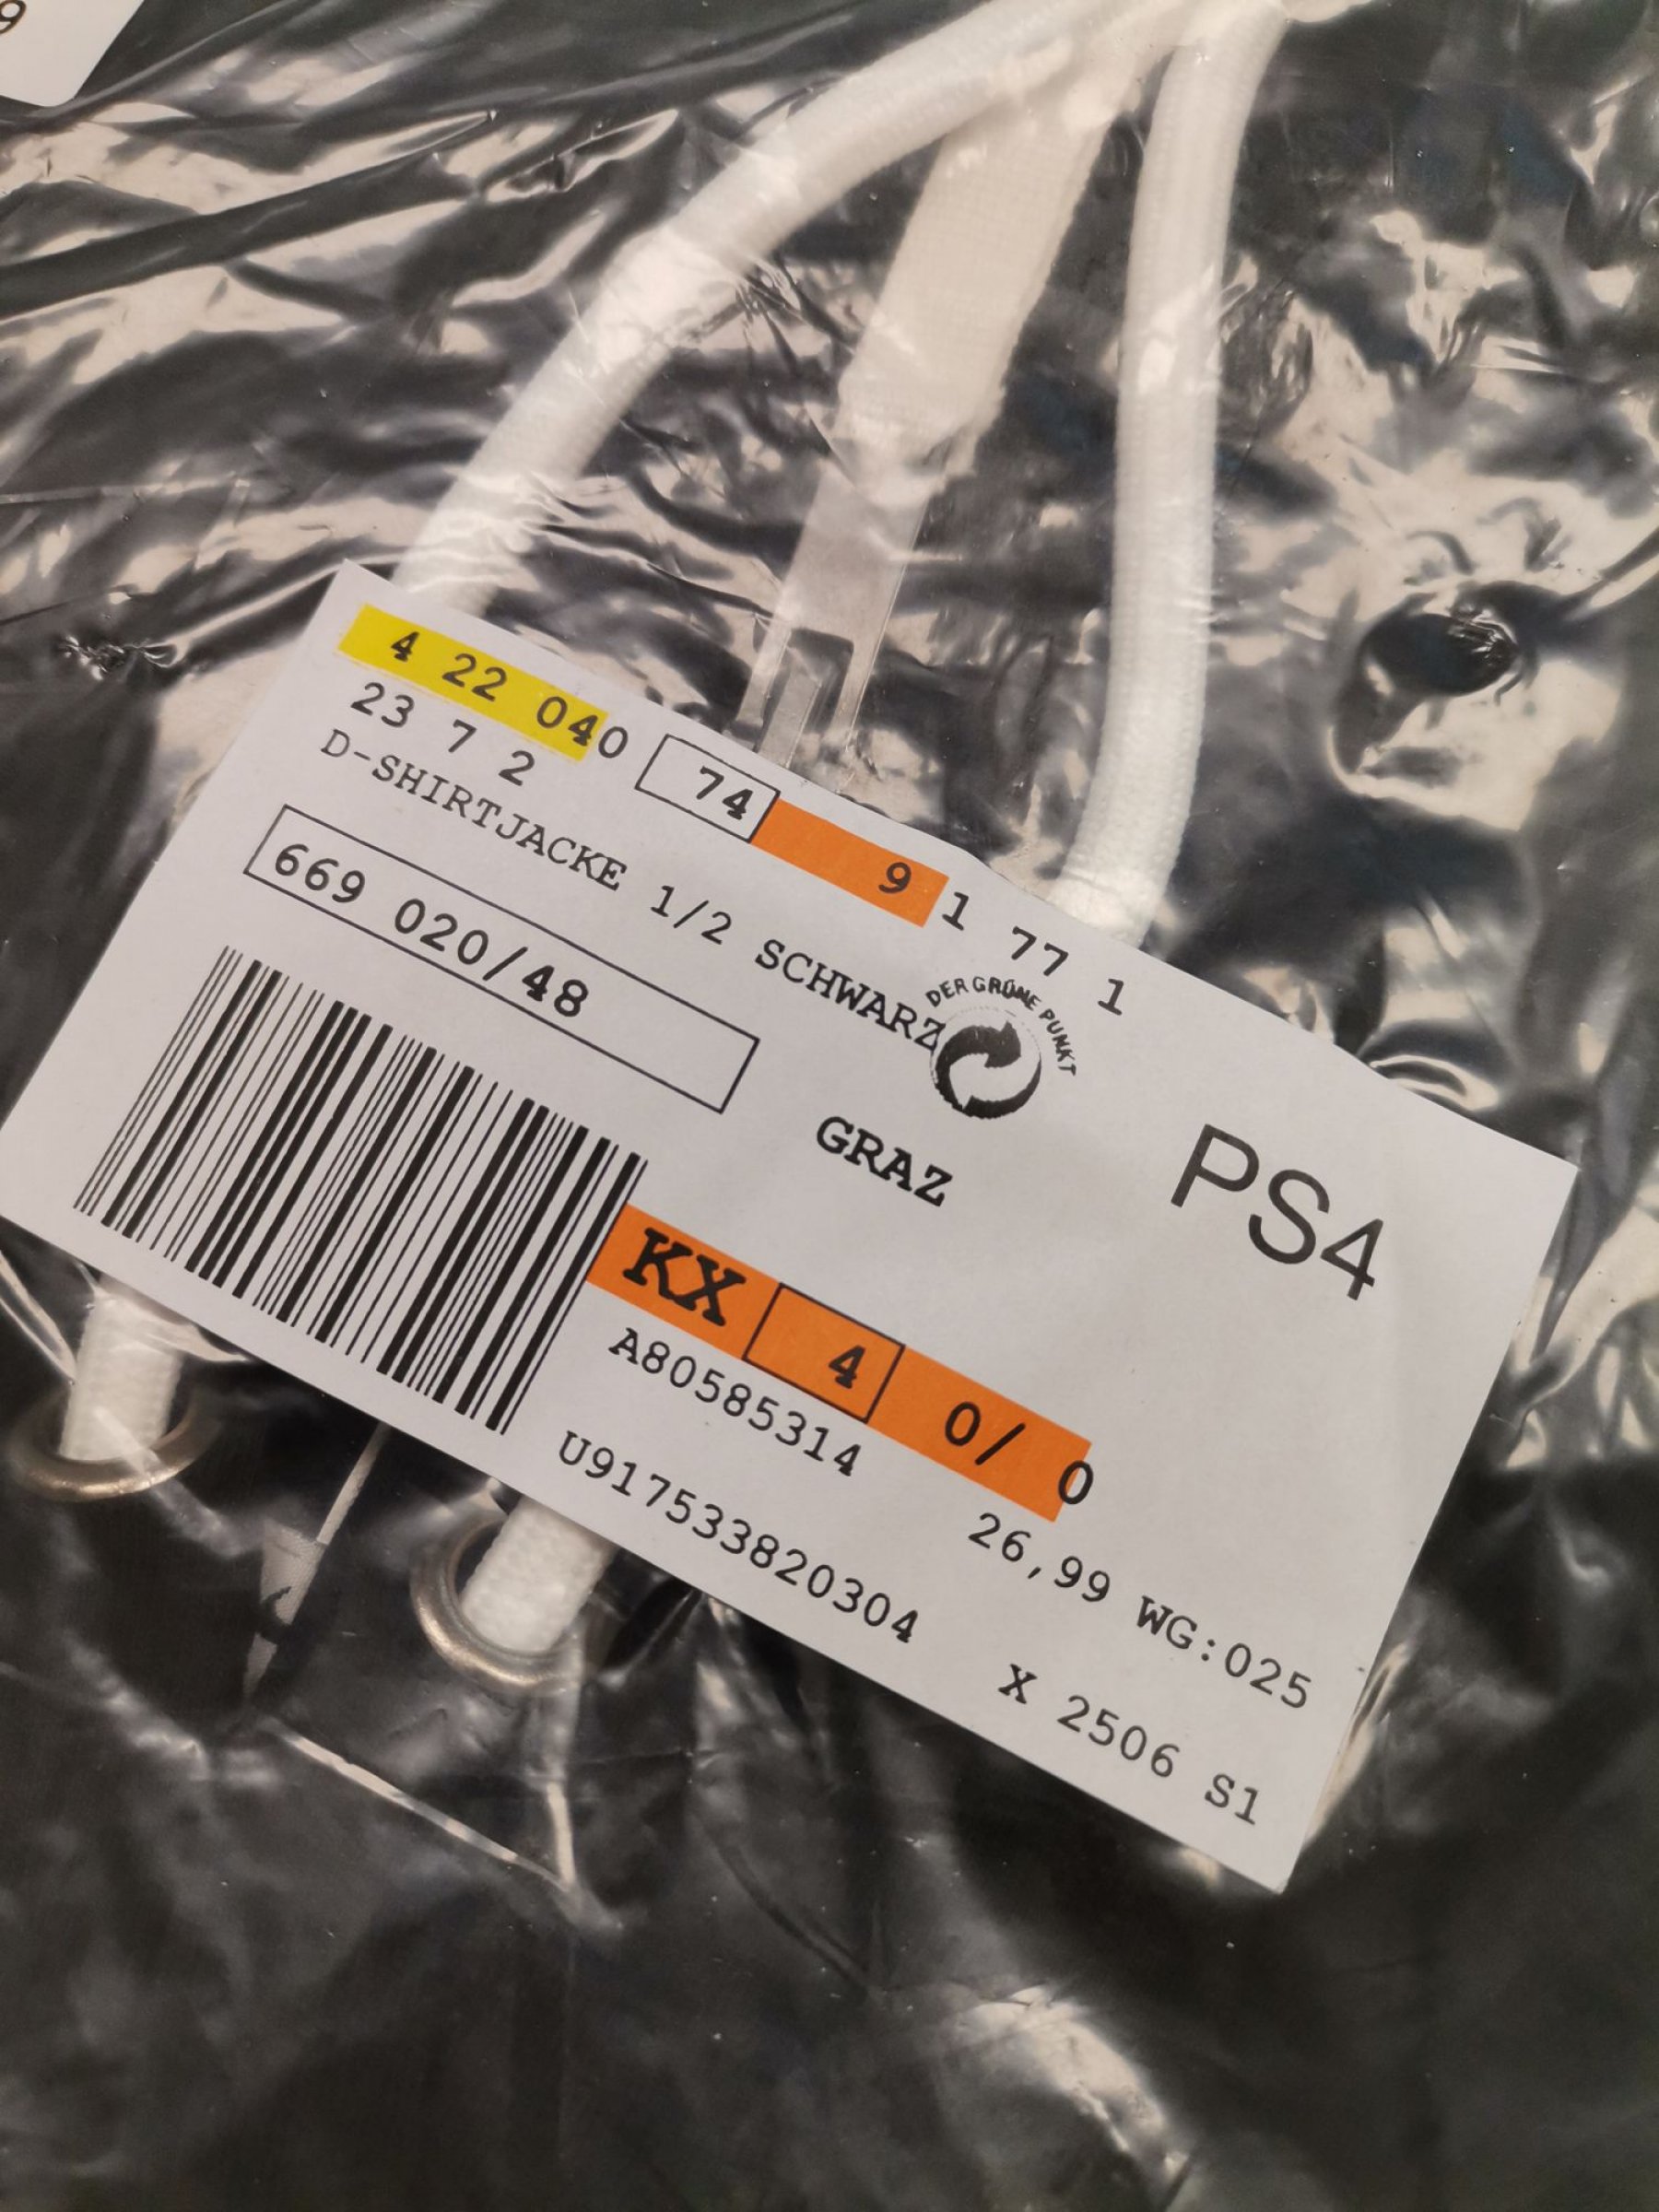 9
4 22 040 74 9 1 77 1
23 7 2
D-SHIRTJACKE 1/2 SCHWARZ
669 020/48
DER GRÜNE PUNKT
GRAZ
PS4
KX 4 0/ 0
A80585314 26,99 WG:025
U917533820304 X 2506 S1